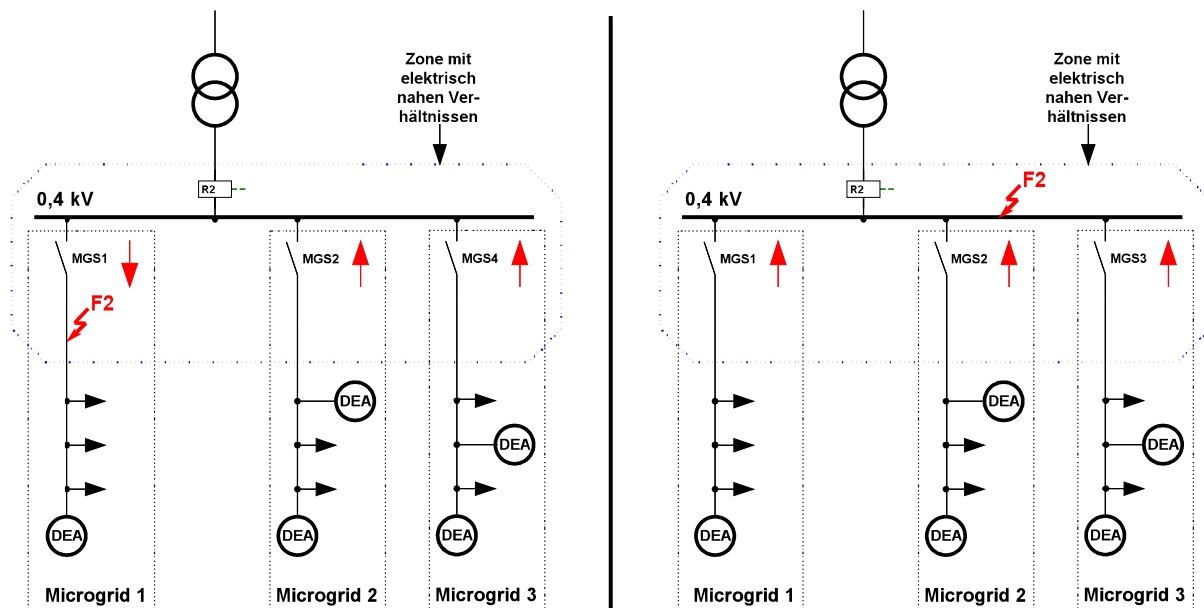 Zone mit
elektrisch
nahen Ver-
hältnissen
R2
0,4 kV
MGS1
MGS2
MGS4
F2
DEA
DEA
DEA
DEA
DEA
Microgrid 1
Microgrid 2
Microgrid 3
Zone mit
elektrisch
nahen Ver-
hältnissen
R2
F2
0,4 kV
MGS1
MGS2
MGS3
DEA
DEA
DEA
DEA
DEA
Microgrid 1
Microgrid 2
Microgrid 3